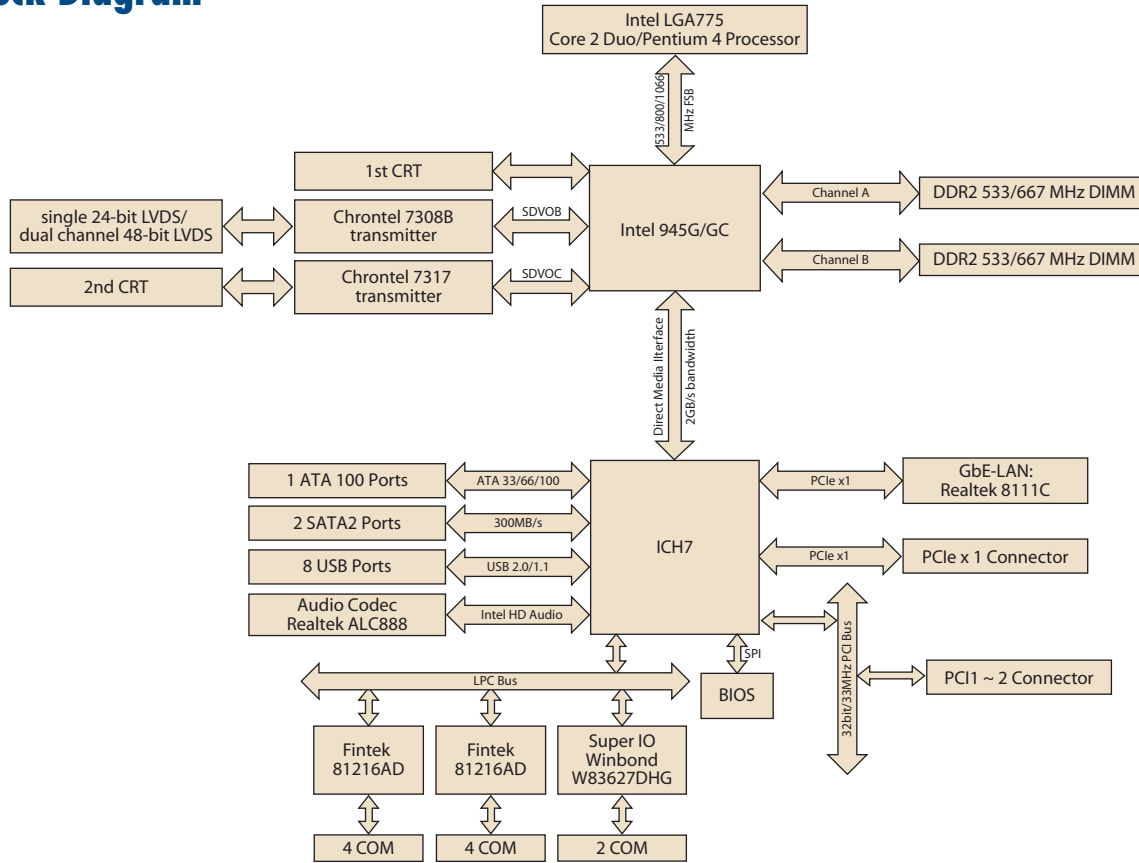 Intel LGA775
Core 2 Duo/Pentium 4 Processor
533/800/1066
MHz FSB
1st CRT
single 24-bit LVDS/
dual channel 48-bit LVDS
Chrontel 7308B
transmitter
SDVOB
2nd CRT
Chrontel 7317
transmitter
SDVOC
Intel 945G/GC
Channel A
DDR2 533/667 MHz DIMM
Channel B
DDR2 533/667 MHz DIMM
Direct Media IIterface
2GB/s bandwidth
1 ATA 100 Ports
ATA 33/66/100
2 SATA2 Ports
300MB/s
8 USB Ports
USB 2.0/1.1
Audio Codec
Realtek ALC888
Intel HD Audio
ICH7
PCIe x1
GbE-LAN:
Realtek 8111C
PCIe x1
PCIe x 1 Connector
32bit/33MHz PCI Bus
PCI1 ~ 2 Connector
SPI
BIOS
LPC Bus
Fintek
81216AD
Fintek
81216AD
Super IO
Winbond
W83627DHG
4 COM
4 COM
2 COM